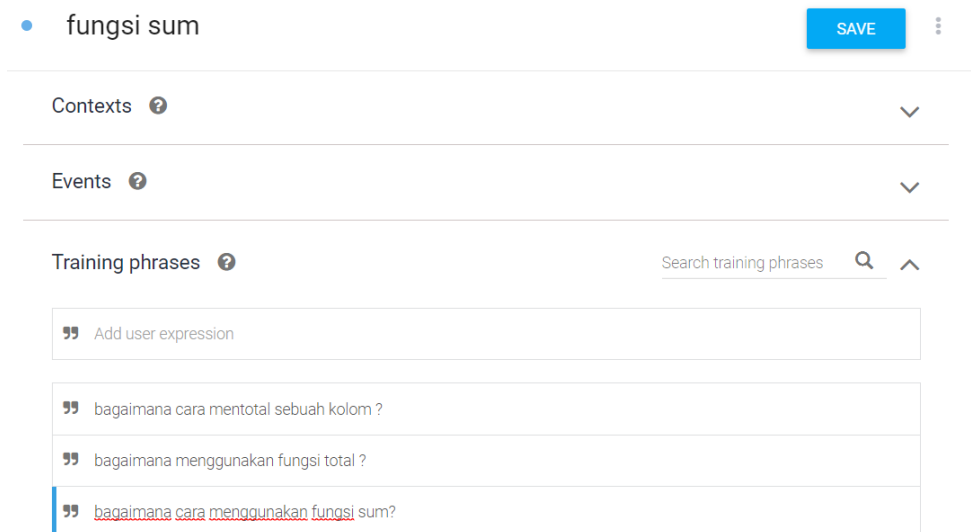 fungsi sum
SAVE
Contexts
Events
Training phrases
Search training phrases
Add user expression
bagaimana cara mentotal sebuah kolom ?
bagaimana menggunakan fungsi total ?
bagaimana cara menggunakan fungsi sum?